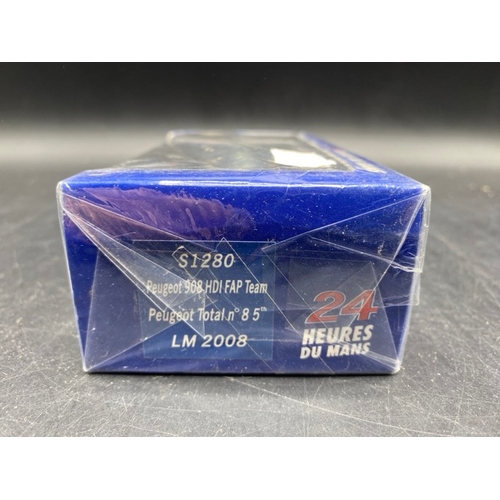 S1280
Peugeot 908 HDI FAP Team
Peugeot Total n° 8 5th
LM 2008
24
HEURES
DU MANS